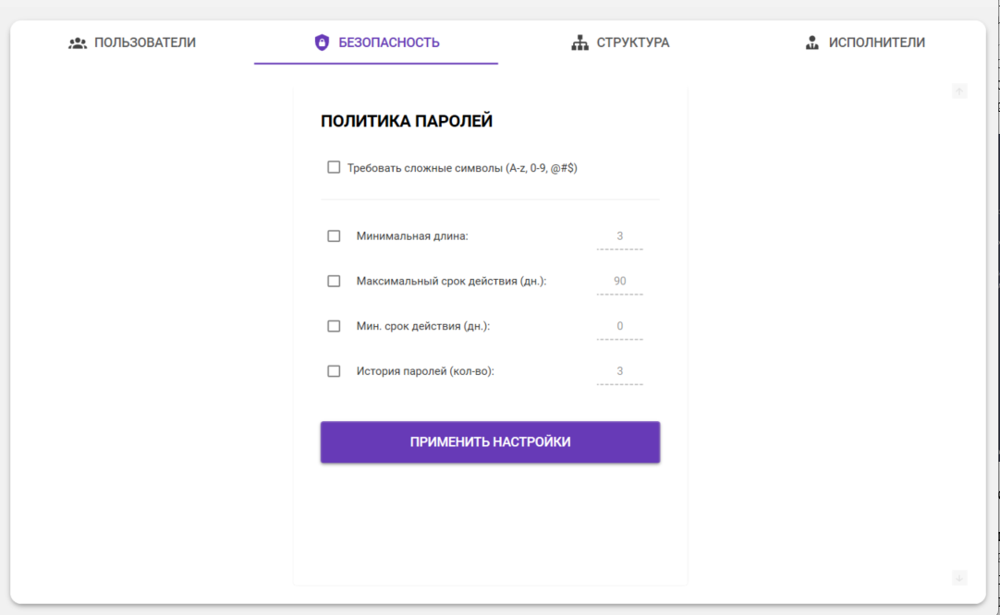 ПОЛЬЗОВАТЕЛИ
БЕЗОПАСНОСТЬ
СТРУКТУРА
ИСПОЛНИТЕЛИ
ПОЛИТИКА ПАРОЛЕЙ
Требовать сложные символы (A-z, 0-9, @#$)
Минимальная длина: 3
Максимальный срок действия (дн.): 90
Мин. срок действия (дн.): 0
История паролей (кол-во): 3
ПРИМЕНИТЬ НАСТРОЙКИ